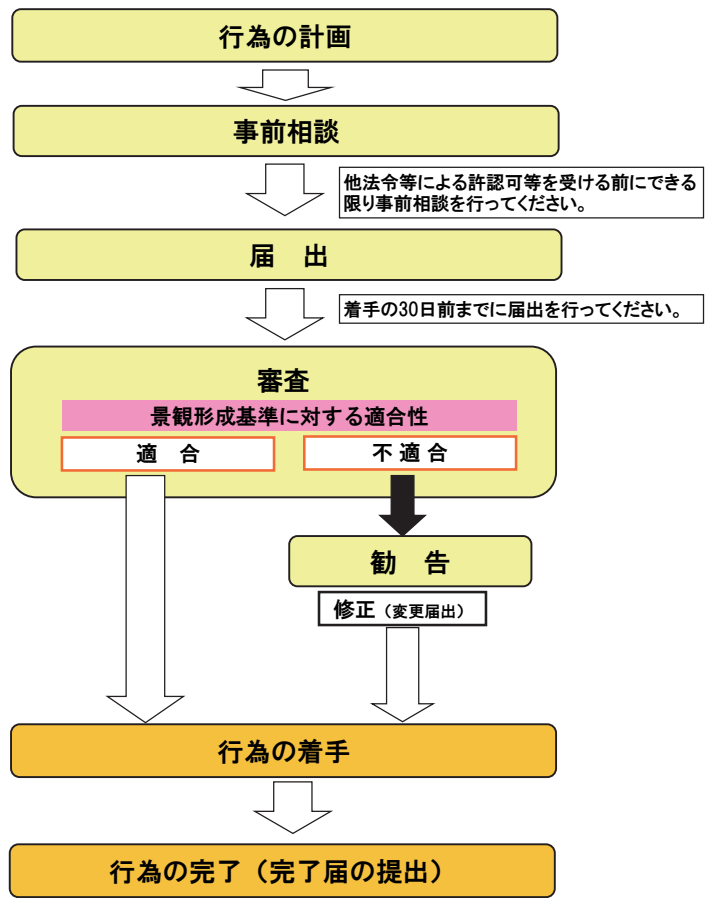 行為の計画
事前相談
他法令等による許認可等を受ける前にできる
限り事前相談を行ってください。
届　出
着手の30日前までに届出を行ってください。
審査
景観形成基準に対する適合性
適　合
不適合
勧　告
修正（変更届出）
行為の着手
行為の完了（完了届の提出）